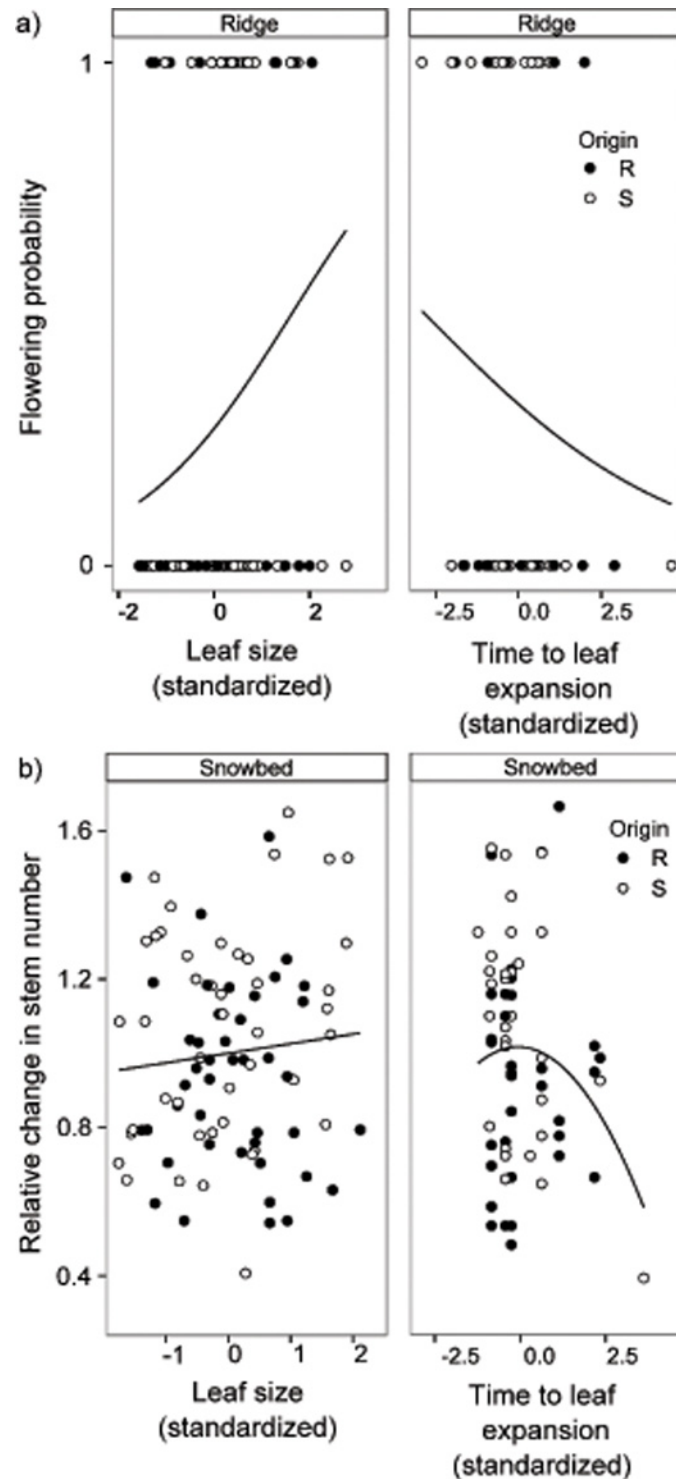 a)
Ridge
Ridge
1
0
Flowering probability
Origin
R
S
-2
0
2
-2.5
0.0
2.5
Leaf size
(standardized)
Time to leaf
expansion
(standardized)
b)
Snowbed
Snowbed
1.6
1.2
0.8
0.4
Relative change in stem number
Origin
R
S
-1
0
1
2
-2.5
0.0
2.5
Leaf size
(standardized)
Time to leaf
expansion
(standardized)